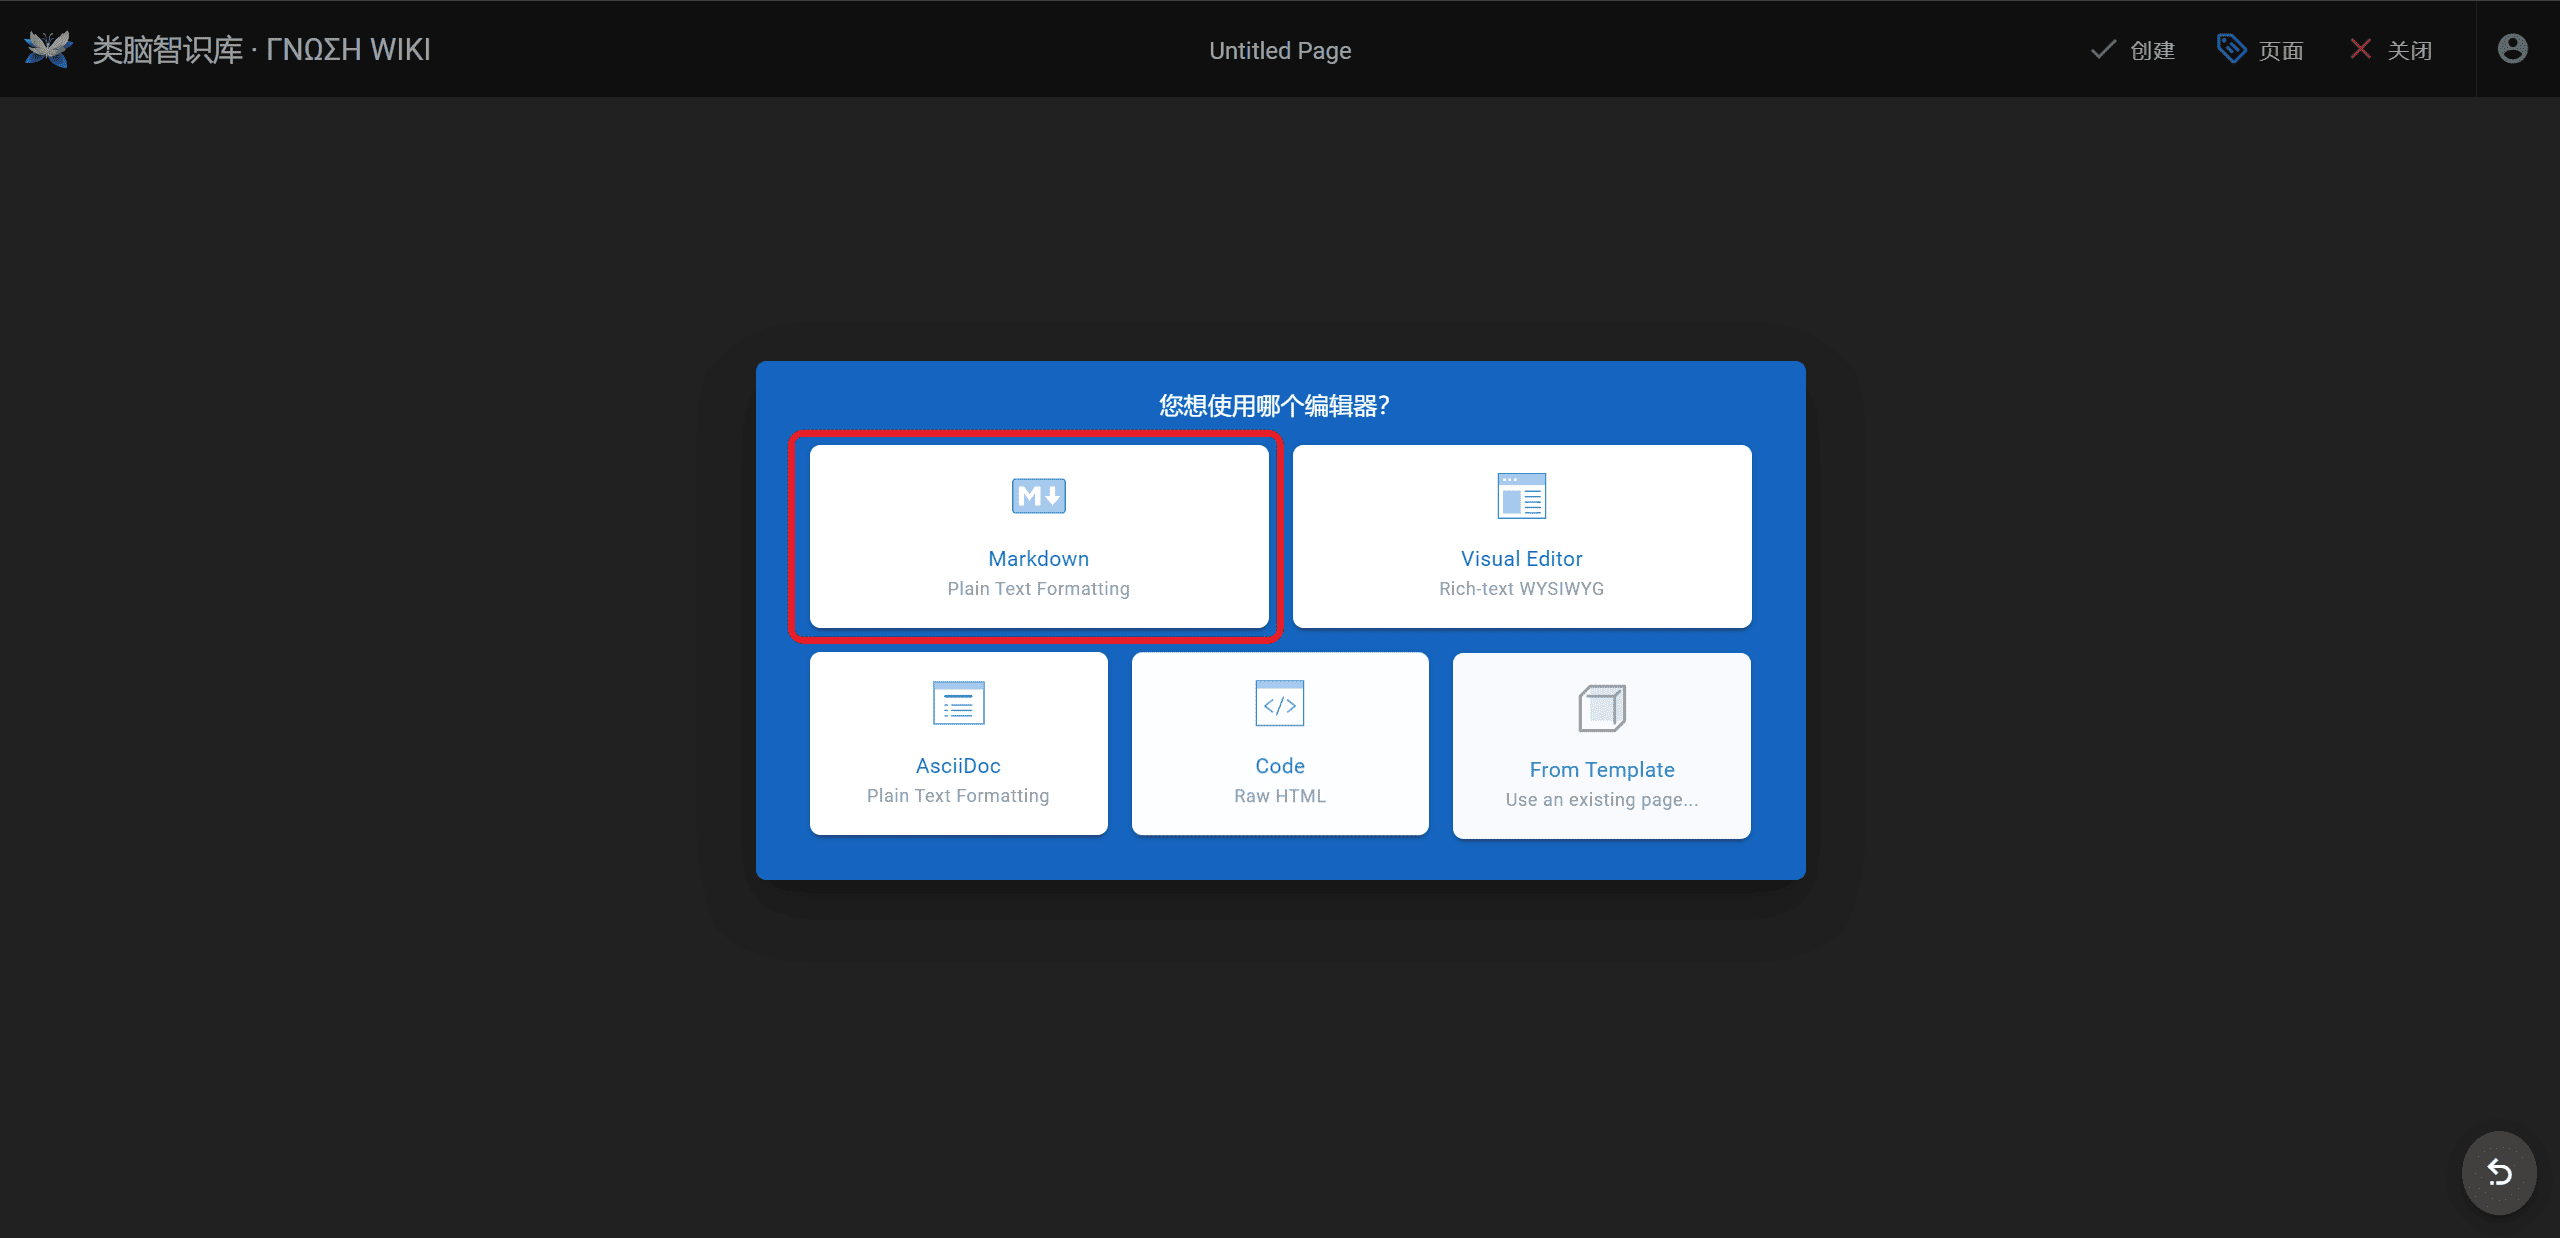 类脑智识库 · ΓΝΩΣΗ WIKI
Untitled Page
创建
页面
关闭
您想使用哪个编辑器?
M
Markdown
Plain Text Formatting
Visual Editor
Rich-text WYSIWYG
AsciiDoc
Plain Text Formatting
</>
Code
Raw HTML
From Template
Use an existing page...